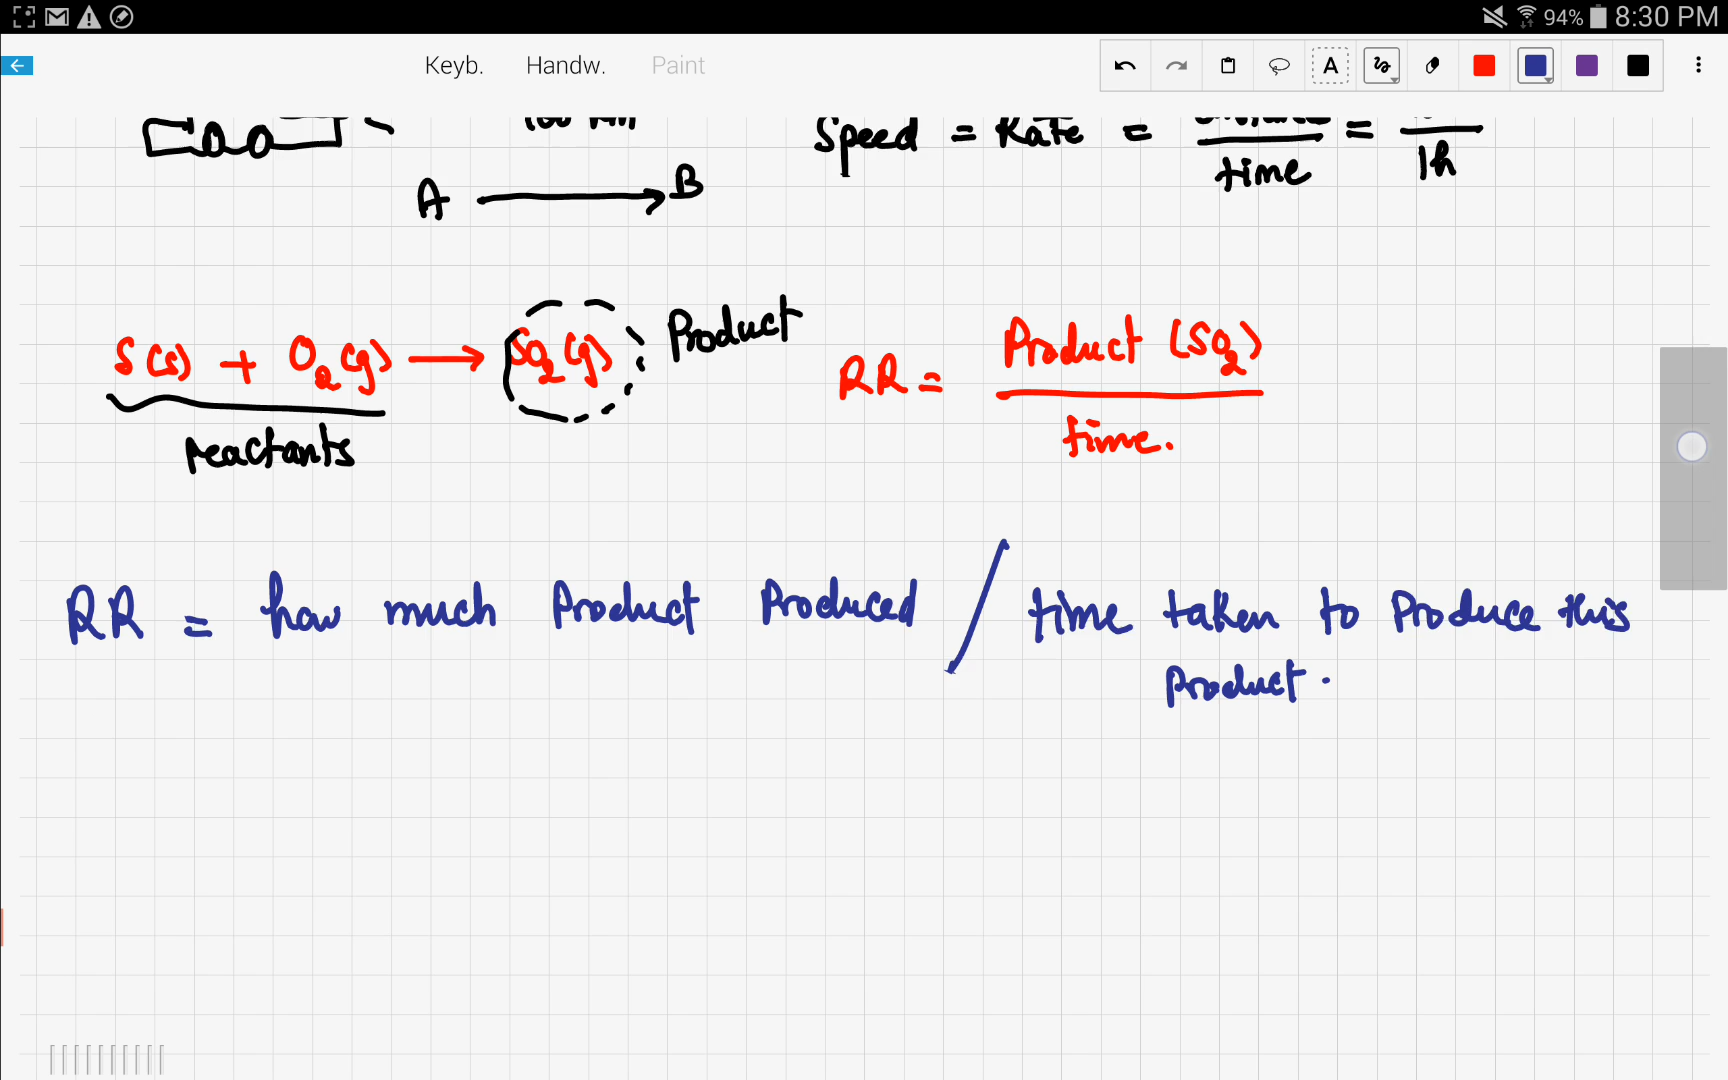 94% 8:30 PM
Keyb. Handw. Paint A
Speed = Rate = time = 1h
A → B
S(s) + O₂(g) → SO₂(g) Product
reactants
RR = Product (SO₂)
time.
RR = how much Product Produced / time taken to Produce this
Product.